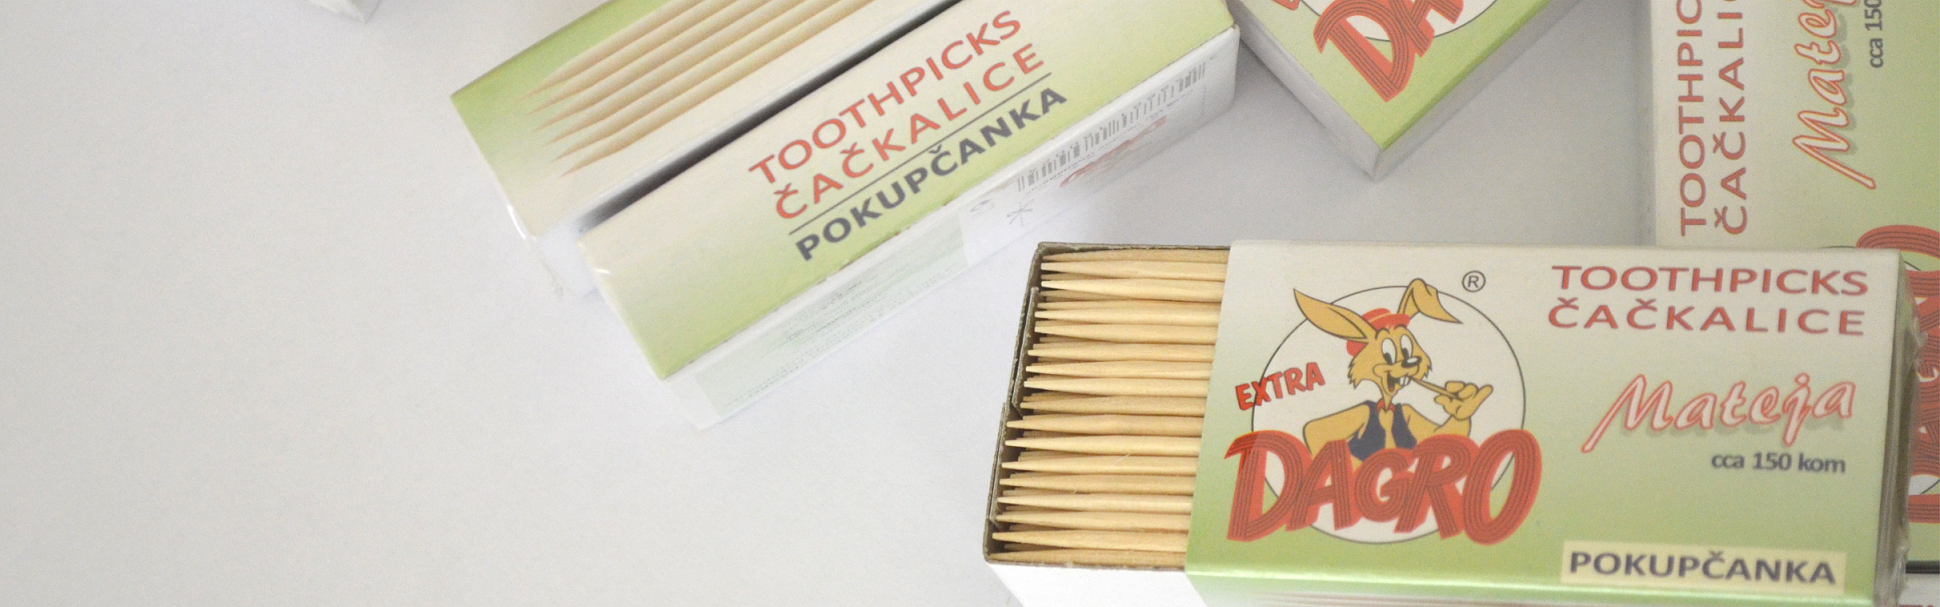 TOOTHPICKS
ČAČKALICE
POKUPČANKA
DAGRO
TOOTHPICKS
ČAČKALICE
Mateja
cca 150
®
EXTRA
DAGRO
TOOTHPICKS
ČAČKALICE
Mateja
cca 150 kom
POKUPČANKA